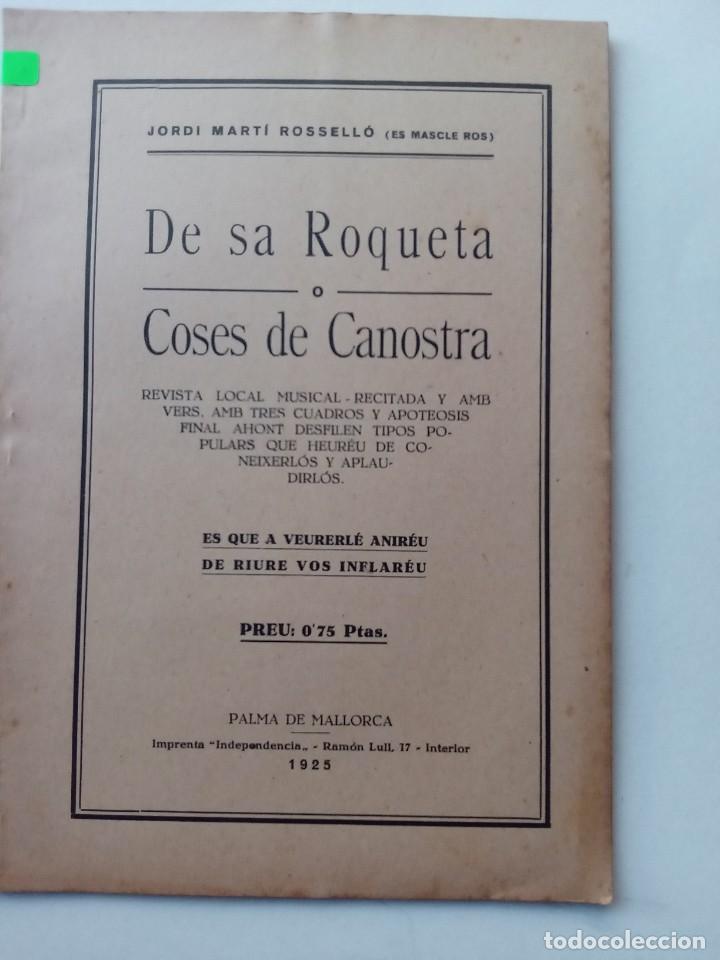 JORDI MARTÍ ROSSELLÓ (ES MASCLE ROS)
De sa Roqueta
O
Coses de Canostra
REVISTA LOCAL MUSICAL - RECITADA Y AMB
VERS, AMB TRES CUADROS Y APOTEOSIS
FINAL AHONT DESFILEN TIPOS PO-
PULARS QUE HEURÉU DE CO-
NEIXERLÓS Y APLAU-
DIRLÓS.
ES QUE A VEURERLÉ ANIRÉU
DE RIURE VOS INFLARÉU
PREU: 0'75 Ptas.
PALMA DE MALLORCA
Imprenta "Independencia„ - Ramón Lull, 17 - Interior
1925
todocoleccion